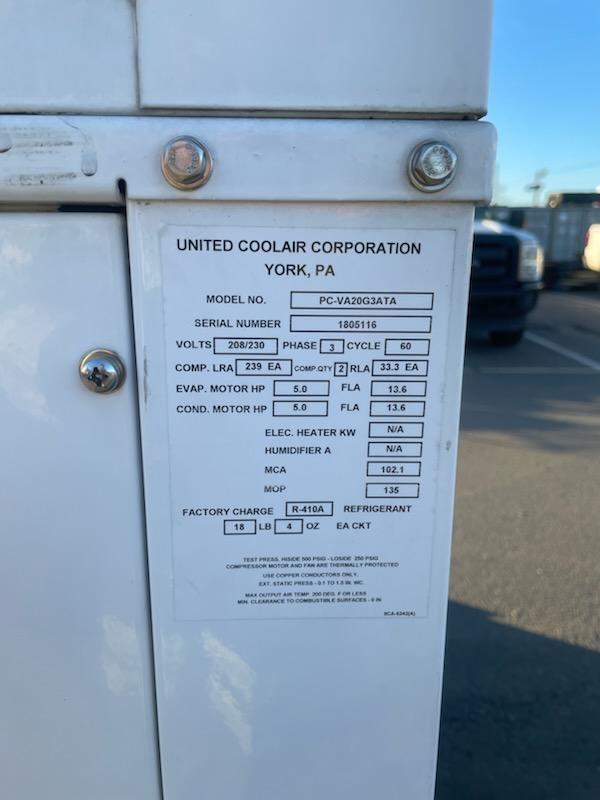 UNITED COOLAIR CORPORATION
YORK, PA
MODEL NO. PC-VA20G3ATA
SERIAL NUMBER 1805116
VOLTS 208/230 PHASE 3 CYCLE 60
COMP. LRA 239 EA COMP. QTY 2 RLA 33.3 EA
EVAP. MOTOR HP 5.0 FLA 13.6
COND. MOTOR HP 5.0 FLA 13.6
ELEC. HEATER KW N/A
HUMIDIFIER A N/A
MCA 102.1
MOP 135
FACTORY CHARGE R-410A REFRIGERANT
18 LB 4 OZ EA CKT
TEST PRESS. HISIDE 500 PSIG - LOSIDE 250 PSIG
COMPRESSOR MOTOR AND FAN ARE THERMALLY PROTECTED
USE COPPER CONDUCTORS ONLY.
EXT. STATIC PRESS - 0.1 TO 1.5 IN. WC.
MAX OUTPUT AIR TEMP. 200 DEG. F OR LESS
MIN. CLEARANCE TO COMBUSTIBLE SURFACES - 0 IN
9CA-6242(A)